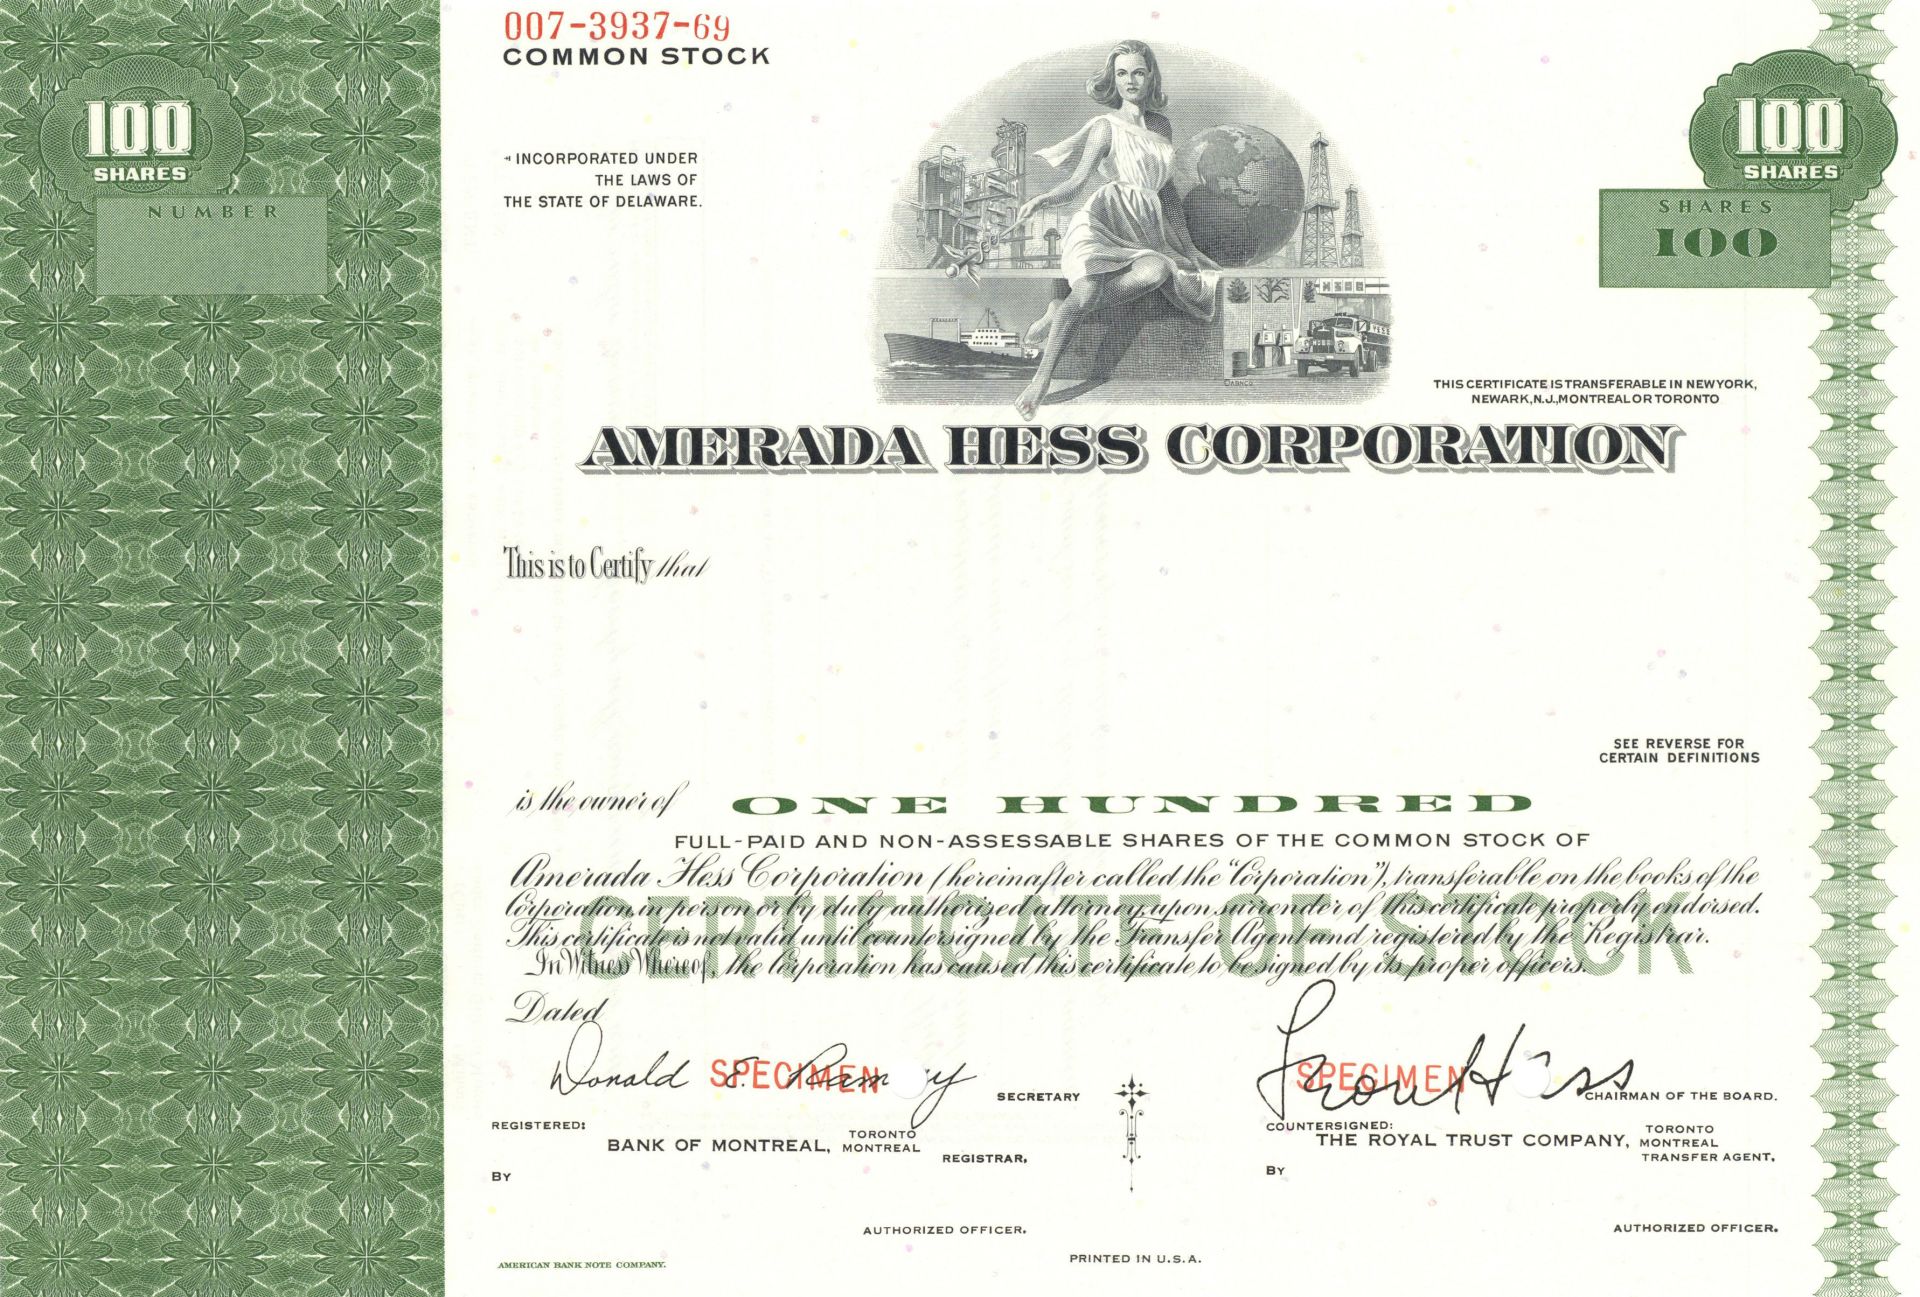 007-3937-69
COMMON STOCK
100
SHARES
NUMBER
INCORPORATED UNDER
THE LAWS OF
THE STATE OF DELAWARE.
HESS
100
SHARES
SHARES
100
THIS CERTIFICATE IS TRANSFERABLE IN NEW YORK,
NEWARK, N.J., MONTREAL OR TORONTO
AMERADA HESS CORPORATION
This is to Certify that
SEE REVERSE FOR
CERTAIN DEFINITIONS
is the owner of ONE HUNDRED
FULL-PAID AND NON-ASSESSABLE SHARES OF THE COMMON STOCK OF
Amerada Hess Corporation (hereinafter called the "Corporation"), transferable on the books of the
Corporation, in person or by duly authorized attorney, upon surrender of this certificate properly endorsed.
This certificate is not valid until countersigned by the Transfer Agent and registered by the Registrar.
In Witness Whereof, the Corporation has caused this certificate to be signed by its proper officers.
CERTIFICATE OF STOCK
Dated
Donald E. Ramsey
SPECIMEN
SECRETARY
Leon Hess
SPECIMEN
CHAIRMAN OF THE BOARD.
REGISTERED:
BANK OF MONTREAL, TORONTO
MONTREAL
REGISTRAR,
BY
AUTHORIZED OFFICER.
COUNTERSIGNED:
THE ROYAL TRUST COMPANY, TORONTO
MONTREAL
TRANSFER AGENT,
BY
AUTHORIZED OFFICER.
AMERICAN BANK NOTE COMPANY.
PRINTED IN U.S.A.